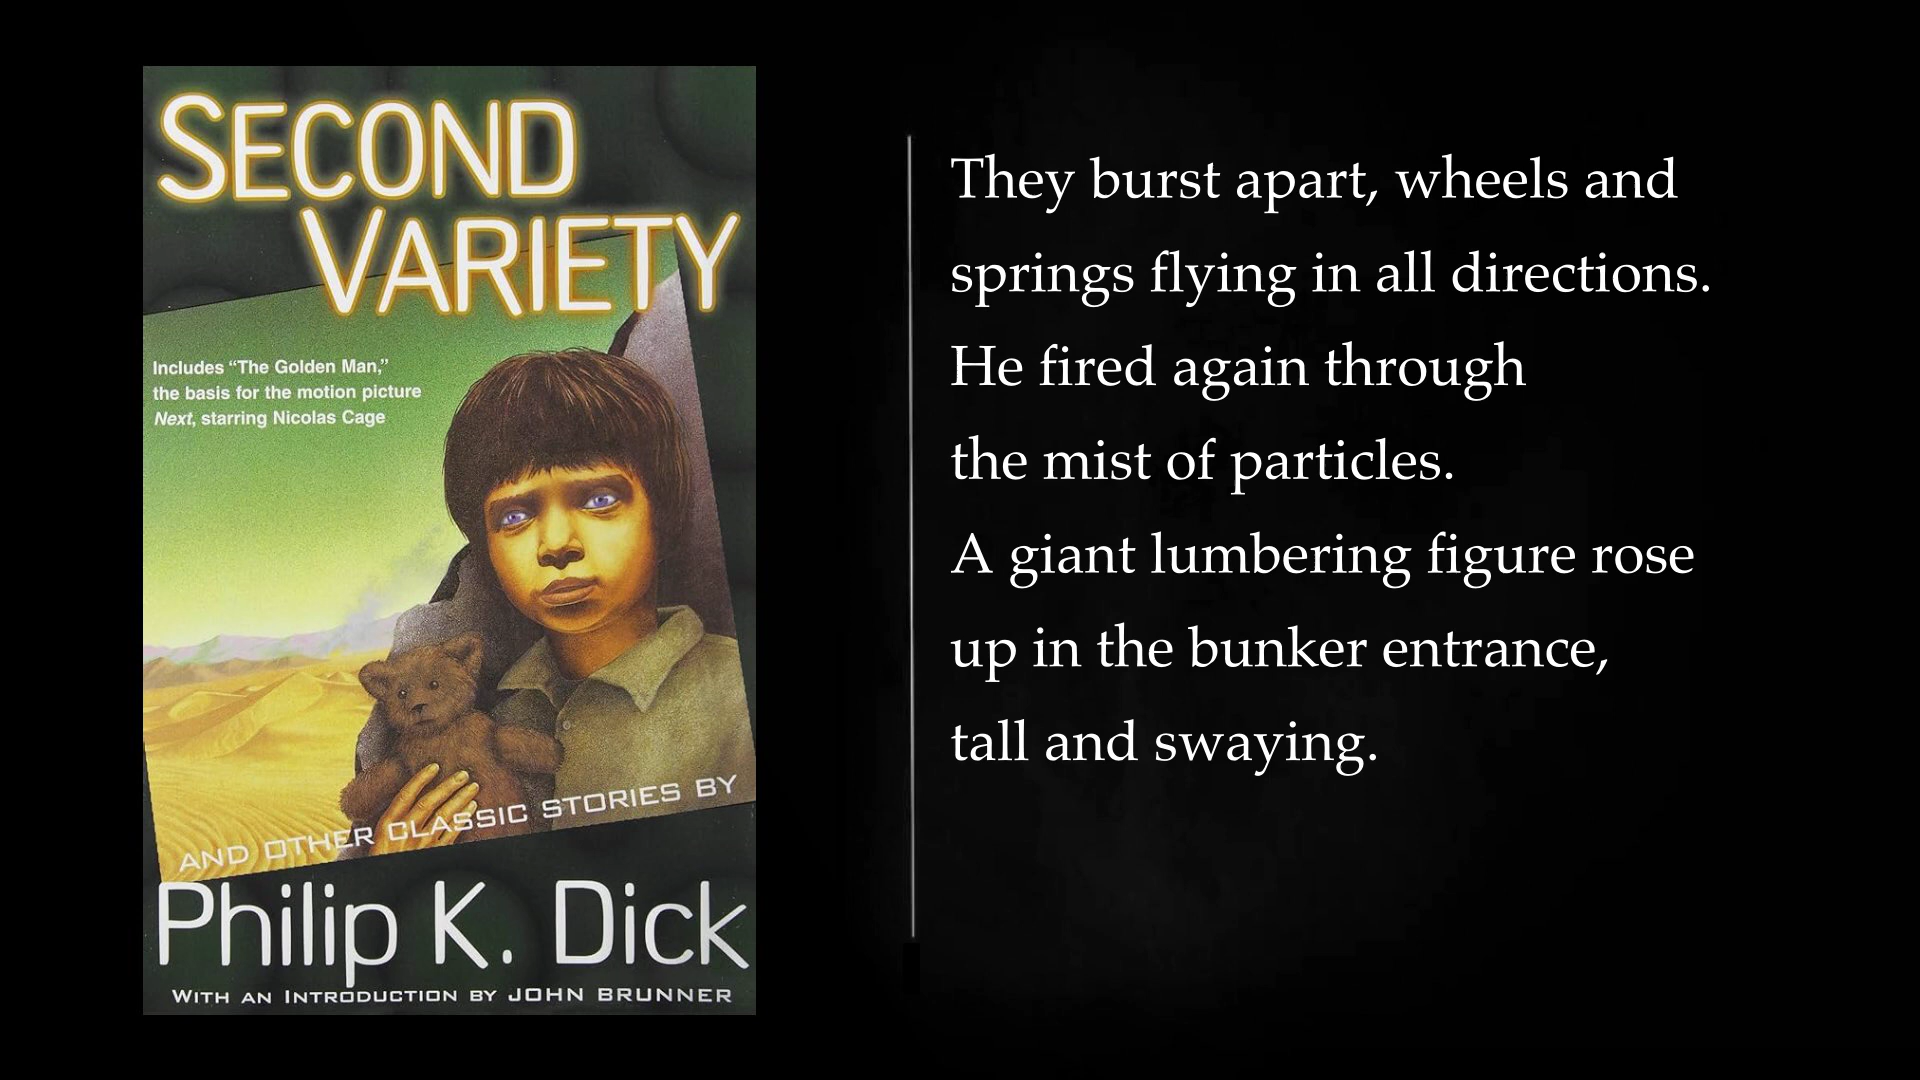 SECOND
VARIETY
Includes “The Golden Man,”
the basis for the motion picture
Next, starring Nicolas Cage
AND OTHER CLASSIC STORIES BY
Philip K. Dick
WITH AN INTRODUCTION BY JOHN BRUNNER
They burst apart, wheels and
springs flying in all directions.
He fired again through
the mist of particles.
A giant lumbering figure rose
up in the bunker entrance,
tall and swaying.